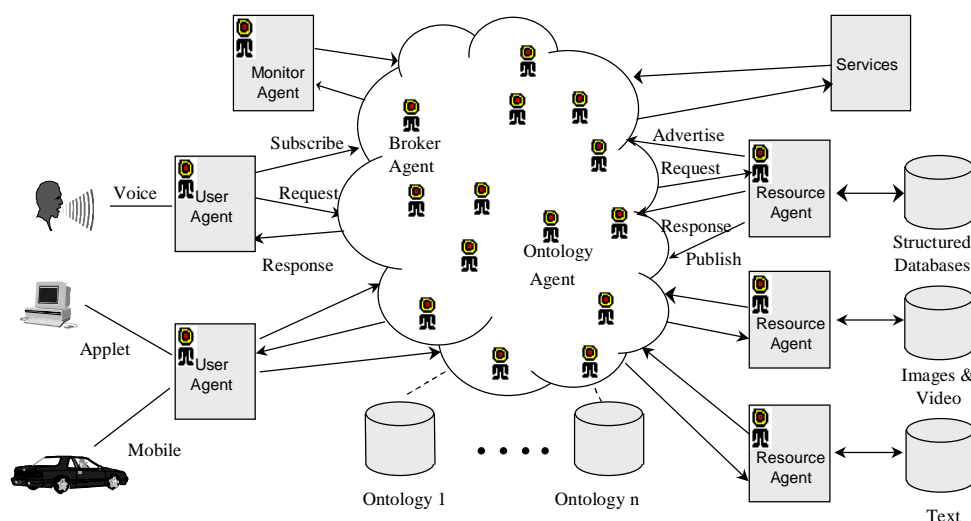 Monitor
Agent
Services
Subscribe
Broker
Agent
Advertise
Voice
User
Agent
Request
Request
Resource
Agent
Response
Response
Ontology
Agent
Publish
Structured
Databases
Applet
User
Agent
Resource
Agent
Images &
Video
Mobile
Resource
Agent
Ontology 1
Ontology n
Text